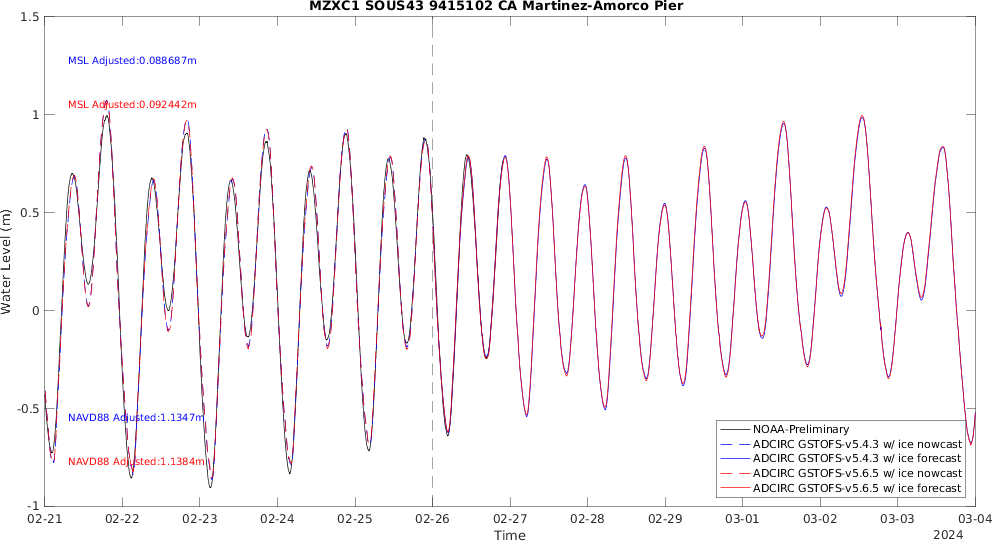 MZXC1 SOUS43 9415102 CA Martinez-Amorco Pier
1.5
1
0.5
0
-0.5
-1
Water Level (m)
MSL Adjusted:0.088687m
MSL Adjusted:0.092442m
NAVD88 Adjusted:1.1347m
NAVD88 Adjusted:1.1384m
NOAA-Preliminary
ADCIRC GSTOFS-v5.4.3 w/ ice nowcast
ADCIRC GSTOFS-v5.4.3 w/ ice forecast
ADCIRC GSTOFS-v5.6.5 w/ ice nowcast
ADCIRC GSTOFS-v5.6.5 w/ ice forecast
02-21 02-22 02-23 02-24 02-25 02-26 02-27 02-28 02-29 03-01 03-02 03-03 03-04
Time
2024